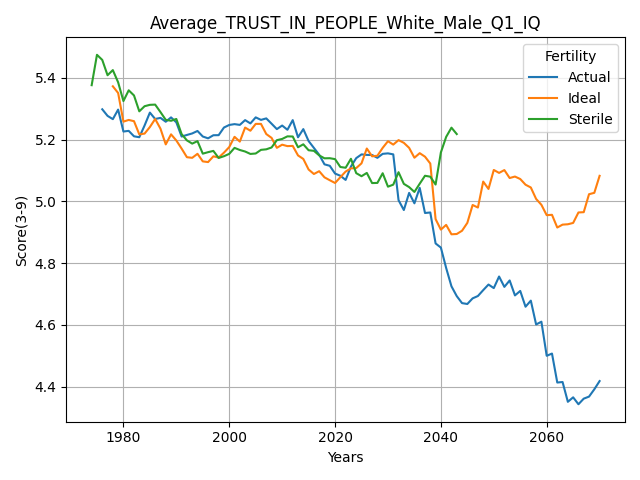 Average_TRUST_IN_PEOPLE_White_Male_Q1_IQ
Fertility
Actual
Ideal
Sterile
Score(3-9)
5.4
5.2
5.0
4.8
4.6
4.4
1980
2000
2020
2040
2060
Years